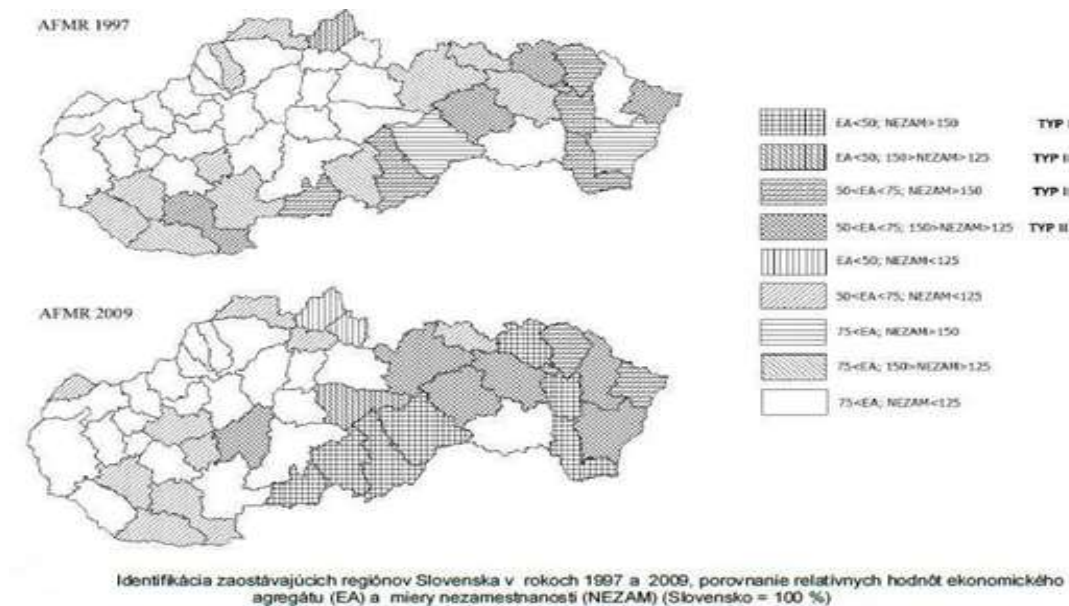 AFMR 1997
EA<50; NEZAM>150 TYP I
EA<50; 150>NEZAM>125 TYP I
50<EA<75; NEZAM>150 TYP I
50<EA<75; 150>NEZAM>125 TYP II
EA<50; NEZAM<125
50<EA<75; NEZAM<125
75<EA; NEZAM>150
75<EA; 150>NEZAM>125
75<EA; NEZAM<125
AFMR 2009
Identifikácia zaostávajúcich regiónov Slovenska v rokoch 1997 a 2009, porovnanie relatívnych hodnôt ekonomického
agregátu (EA) a miery nezamestnanosti (NEZAM) (Slovensko = 100 %)